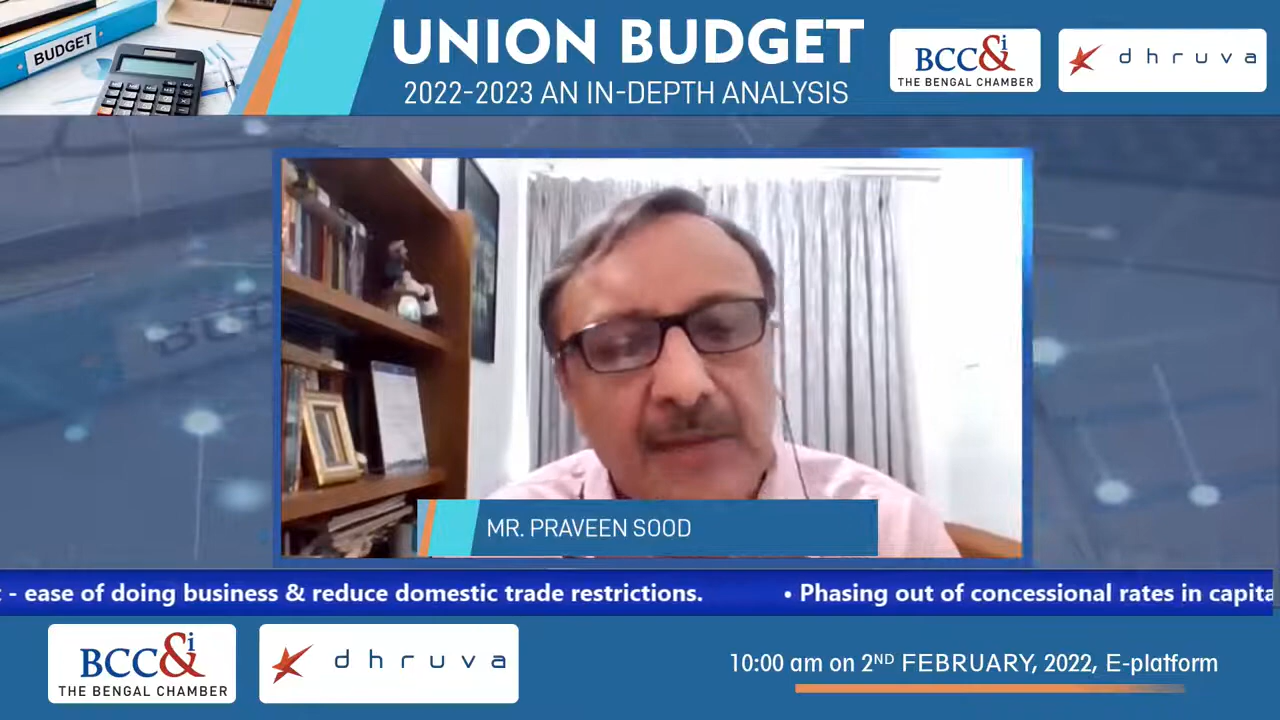 BUDGET
UNION BUDGET
2022-2023 AN IN-DEPTH ANALYSIS
BCC&i
THE BENGAL CHAMBER
dhruva
MR. PRAVEEN SOOD
- ease of doing business & reduce domestic trade restrictions.
• Phasing out of concessional rates in capita
BCC&i
THE BENGAL CHAMBER
dhruva
10:00 am on 2ND FEBRUARY, 2022, E-platform